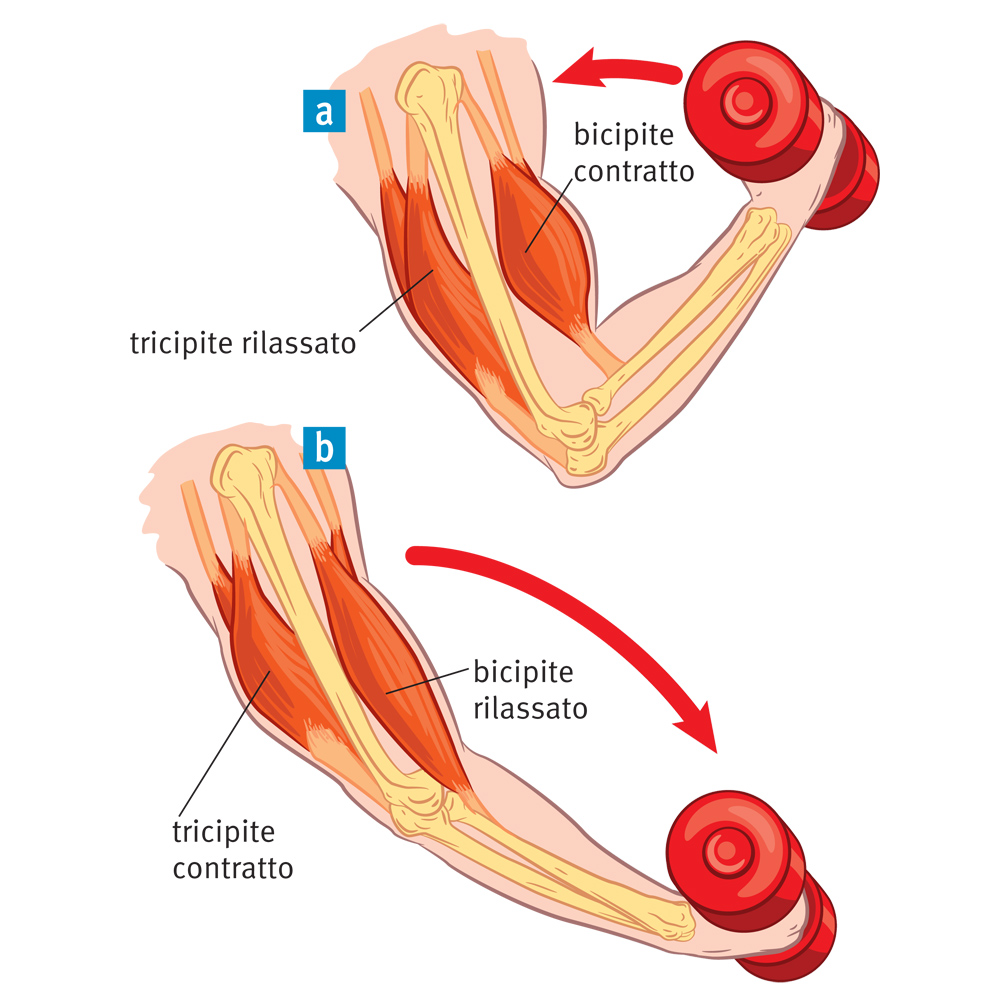 a
bicipite
contratto
tricipite rilassato
b
bicipite
rilassato
tricipite
contratto